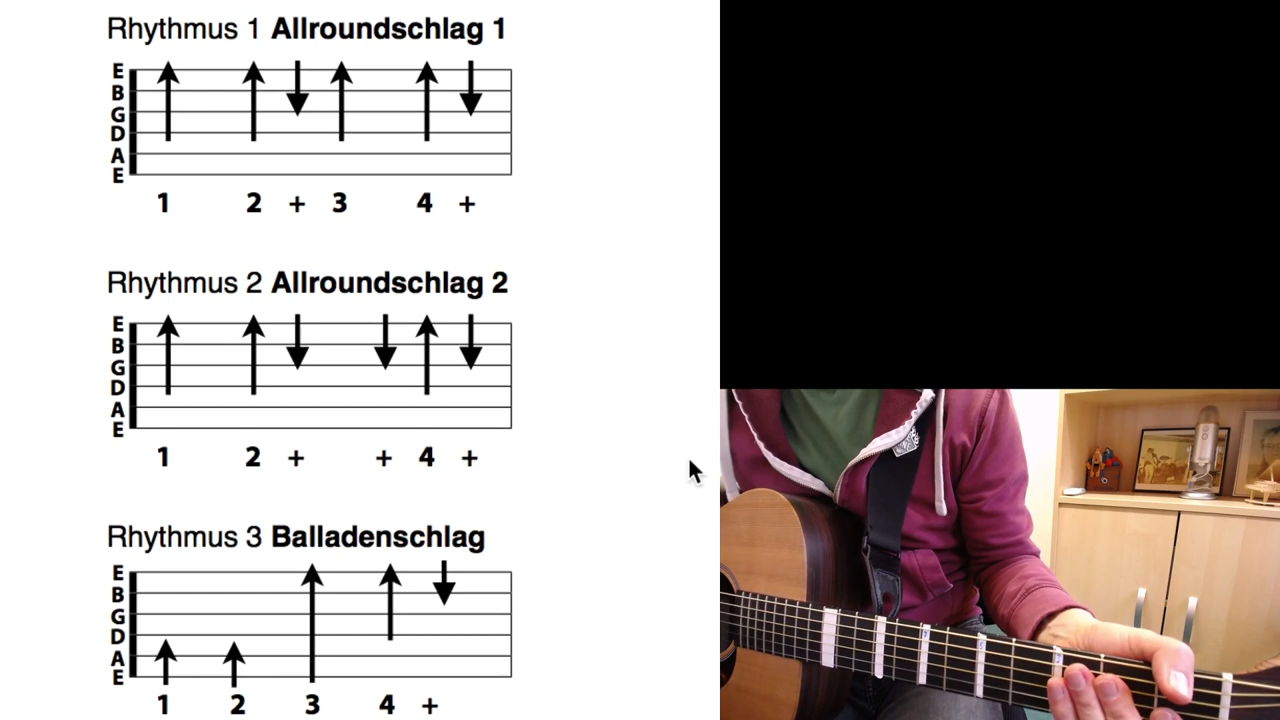 Rhythmus 1 Allroundschlag 1
E
B
G
D
A
E
1 2 + 3 4 +
Rhythmus 2 Allroundschlag 2
E
B
G
D
A
E
1 2 + + 4 +
Rhythmus 3 Balladenschlag
E
B
G
D
A
E
1 2 3 4 +